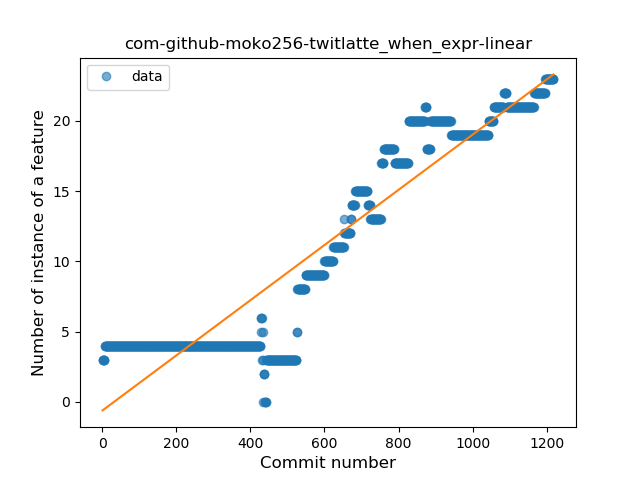 com-github-moko256-twitlatte_when_expr-linear
data
Number of instance of a feature
20
15
10
5
0
0 200 400 600 800 1000 1200
Commit number